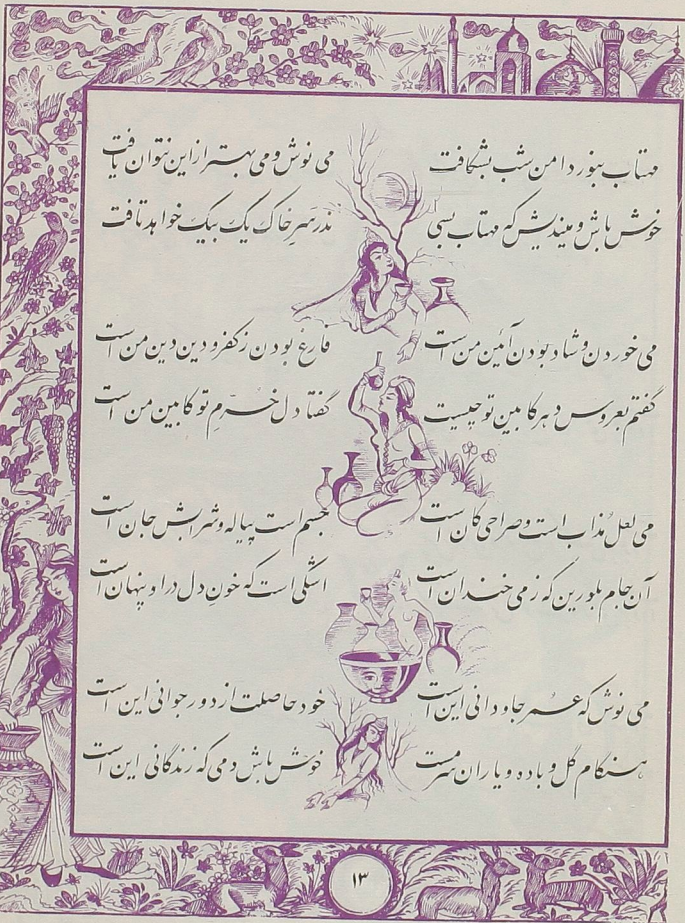 مهتاب بنور دامن شب بشکافت می نوش و می بهتر از این نتوان یافت
خوش باش و میندیش که مهتاب بسی اندر سر خاک یک بیک خواهد تافت
می خوردن و شاد بودن آئین من است فارغ بودن ز کفر و دین دین من است
گفتم بعروس دهر کابین تو چیست گفتا دل خرم تو کابین من است
می لعل مذاب است و صراحی کان است جسم است پیاله و شرابش جان است
آن جام بلورین که ز می خندان است اشکی است که خون دل در او پنهان است
می نوش که عمر جاودانی این است خود حاصلت از دور جوانی این است
هنگام گل و باده و یاران سرمست خوش باش دمی که زندگانی این است
۱۳